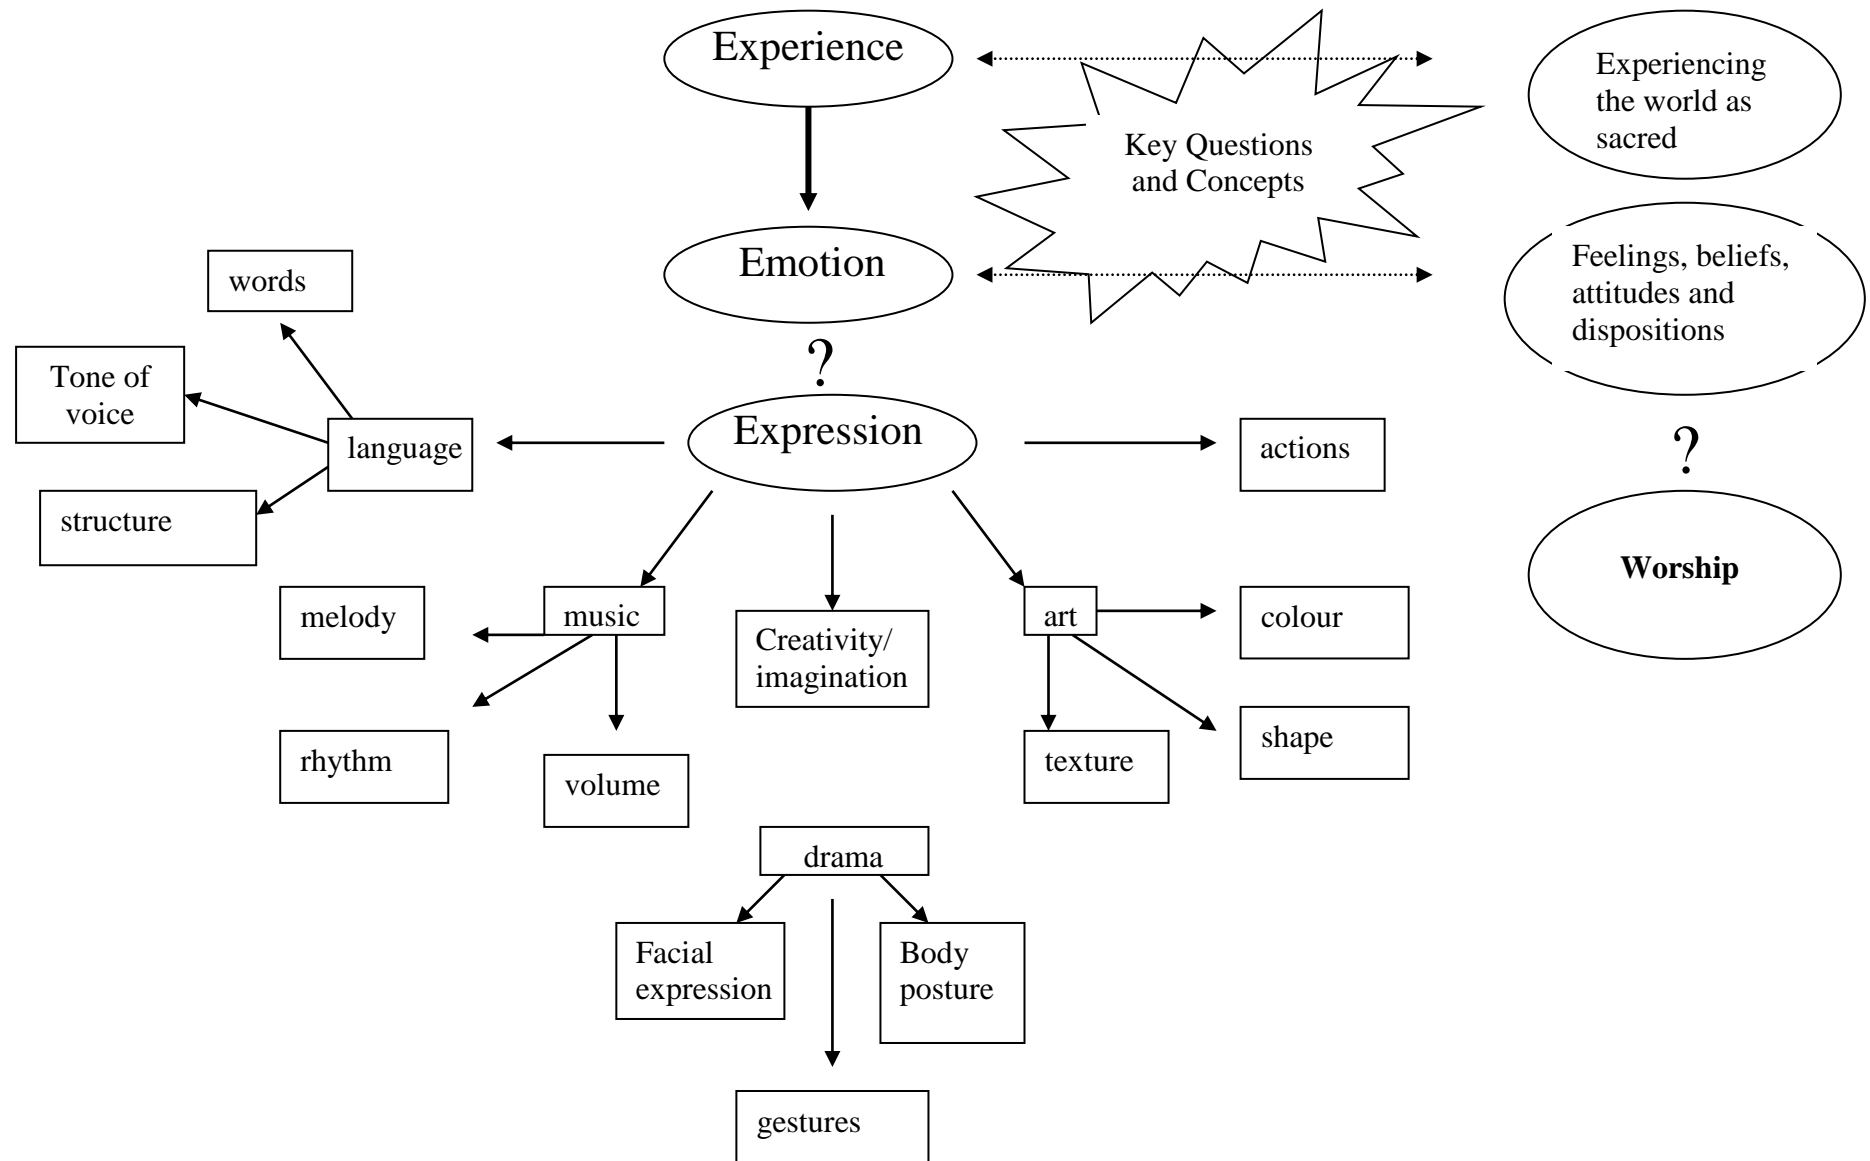 Experience
Experiencing
the world as
sacred
Key Questions
and Concepts
Emotion
Feelings, beliefs,
attitudes and
dispositions
words
?
Tone of
voice
language
Expression
actions
?
structure
Worship
melody
music
Creativity/
imagination
art
colour
rhythm
volume
texture
shape
drama
Facial
expression
Body
posture
gestures